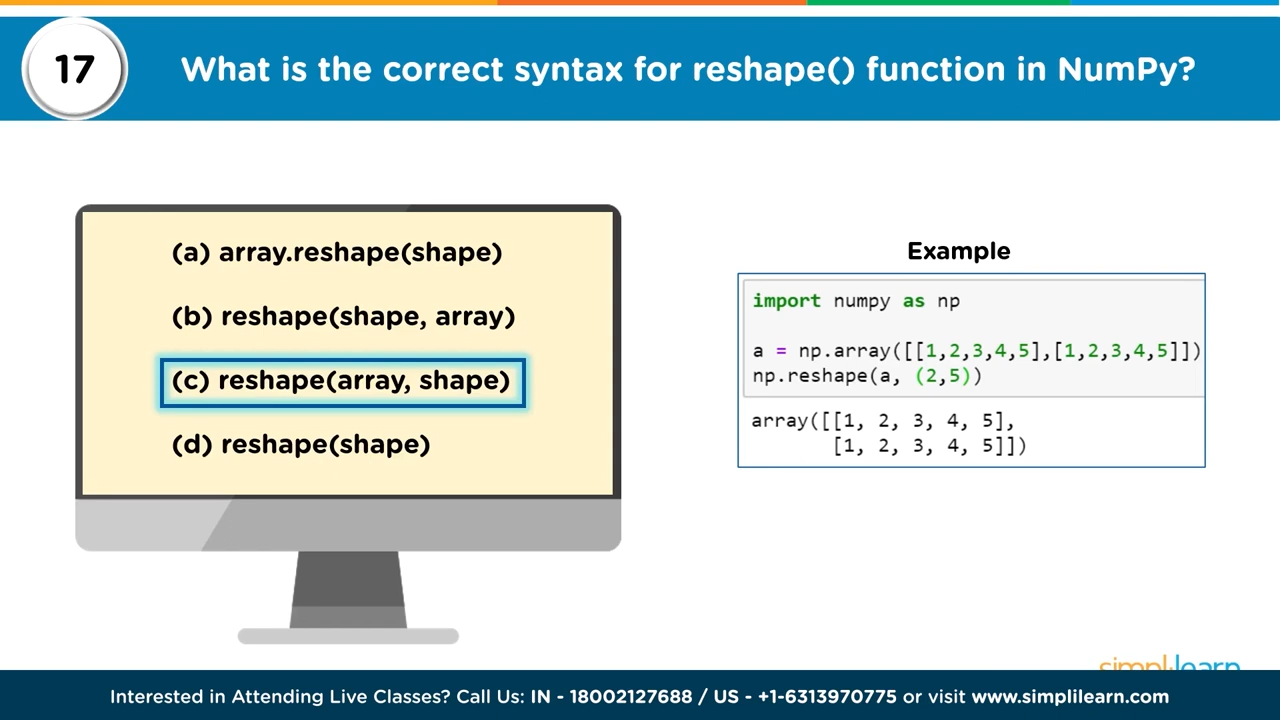 17
What is the correct syntax for reshape() function in NumPy?
(a) array.reshape(shape)
(b) reshape(shape, array)
(c) reshape(array, shape)
(d) reshape(shape)
Example
import numpy as np
a = np.array([[1,2,3,4,5],[1,2,3,4,5]])
np.reshape(a, (2,5))
array([[1, 2, 3, 4, 5],
[1, 2, 3, 4, 5]])
simplilearn
Interested in Attending Live Classes? Call Us: IN - 18002127688 / US - +1-6313970775 or visit www.simplilearn.com